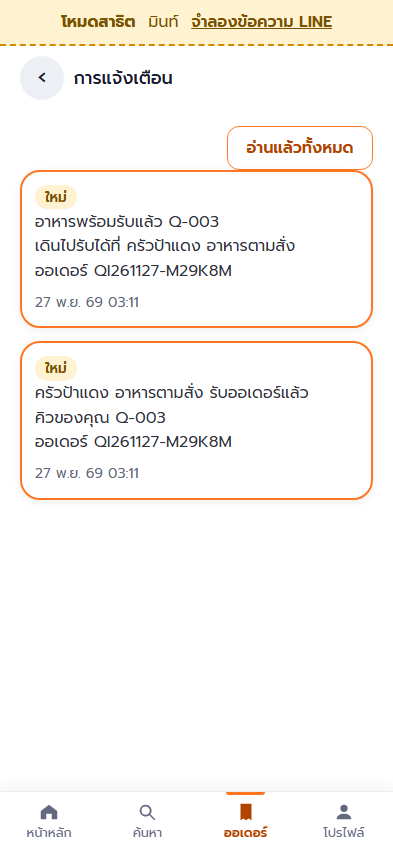 โหมดสาธิต มินท์ จำลองข้อความ LINE
การแจ้งเตือน
อ่านแล้วทั้งหมด
ใหม่
อาหารพร้อมรับแล้ว Q-003
เดินไปรับได้ที่ ครัวป้าแดง อาหารตามสั่ง
ออเดอร์ QI261127-M29K8M
27 พ.ย. 69 03:11
ใหม่
ครัวป้าแดง อาหารตามสั่ง รับออเดอร์แล้ว
คิวของคุณ Q-003
ออเดอร์ QI261127-M29K8M
27 พ.ย. 69 03:11
หน้าหลัก ค้นหา ออเดอร์ โปรไฟล์